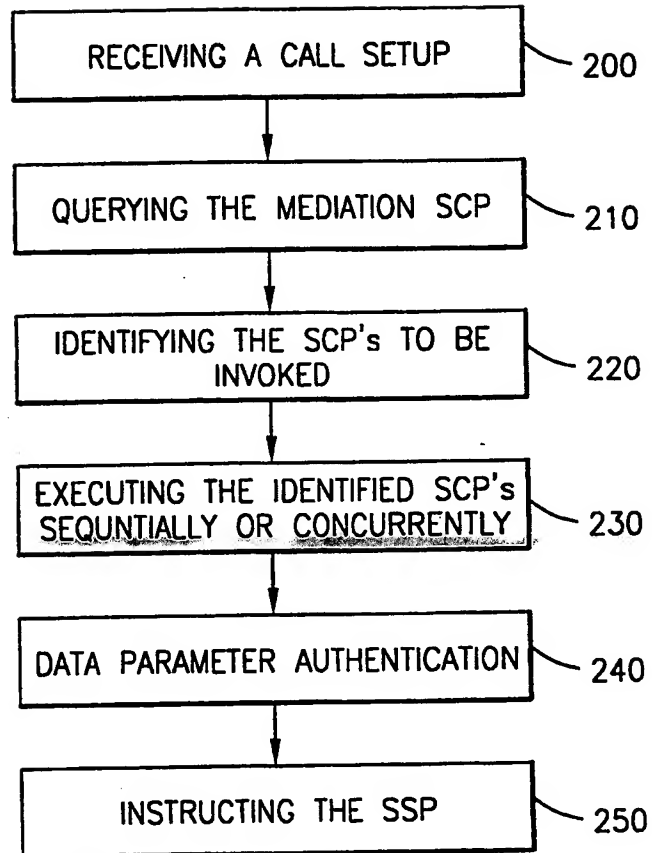 RECEIVING A CALL SETUP
200
QUERYING THE MEDIATION SCP
210
IDENTIFYING THE SCP's TO BE
INVOKED
220
EXECUTING THE IDENTIFIED SCP's
SEQUNTIALLY OR CONCURRENTLY
230
DATA PARAMETER AUTHENTICATION
240
INSTRUCTING THE SSP
250